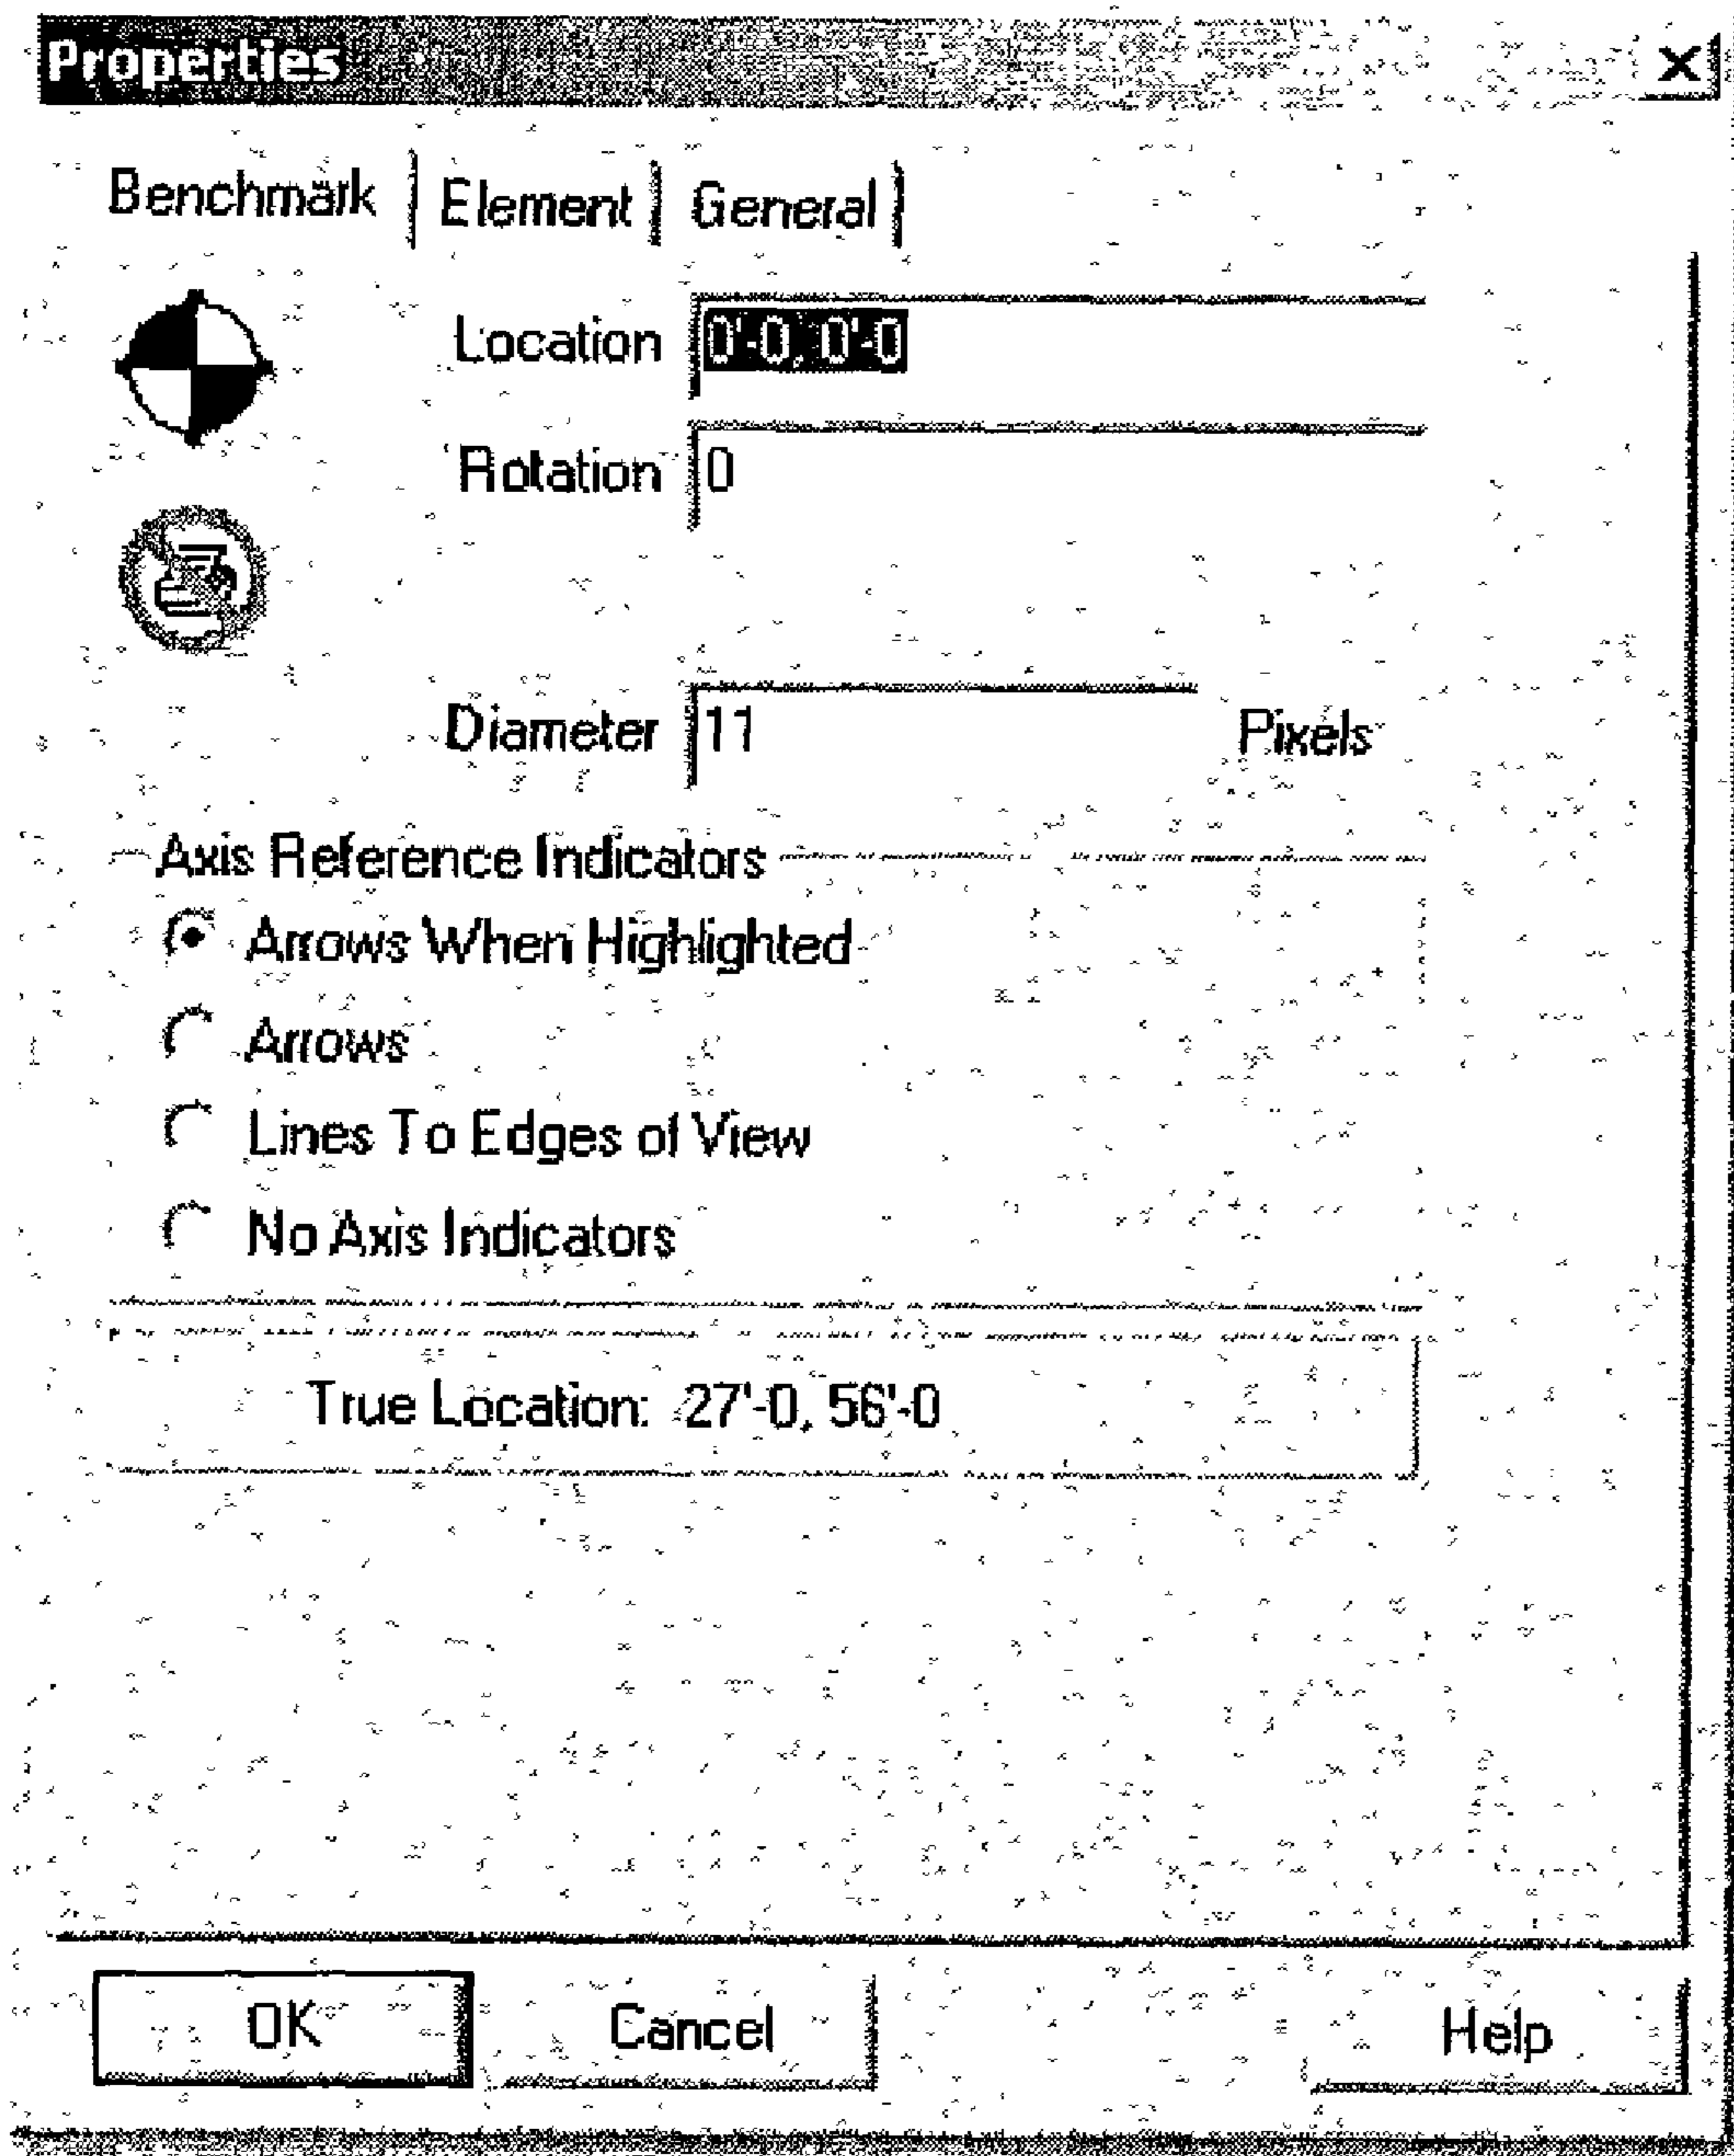 Properties
Benchmark Element General
Location 0'-0, 0'-0
Rotation 0
Diameter 11 Pixels
Axis Reference Indicators
Arrows When Highlighted
Arrows
Lines To Edges of View
No Axis Indicators
True Location: 27'-0, 56'-0
OK Cancel Help